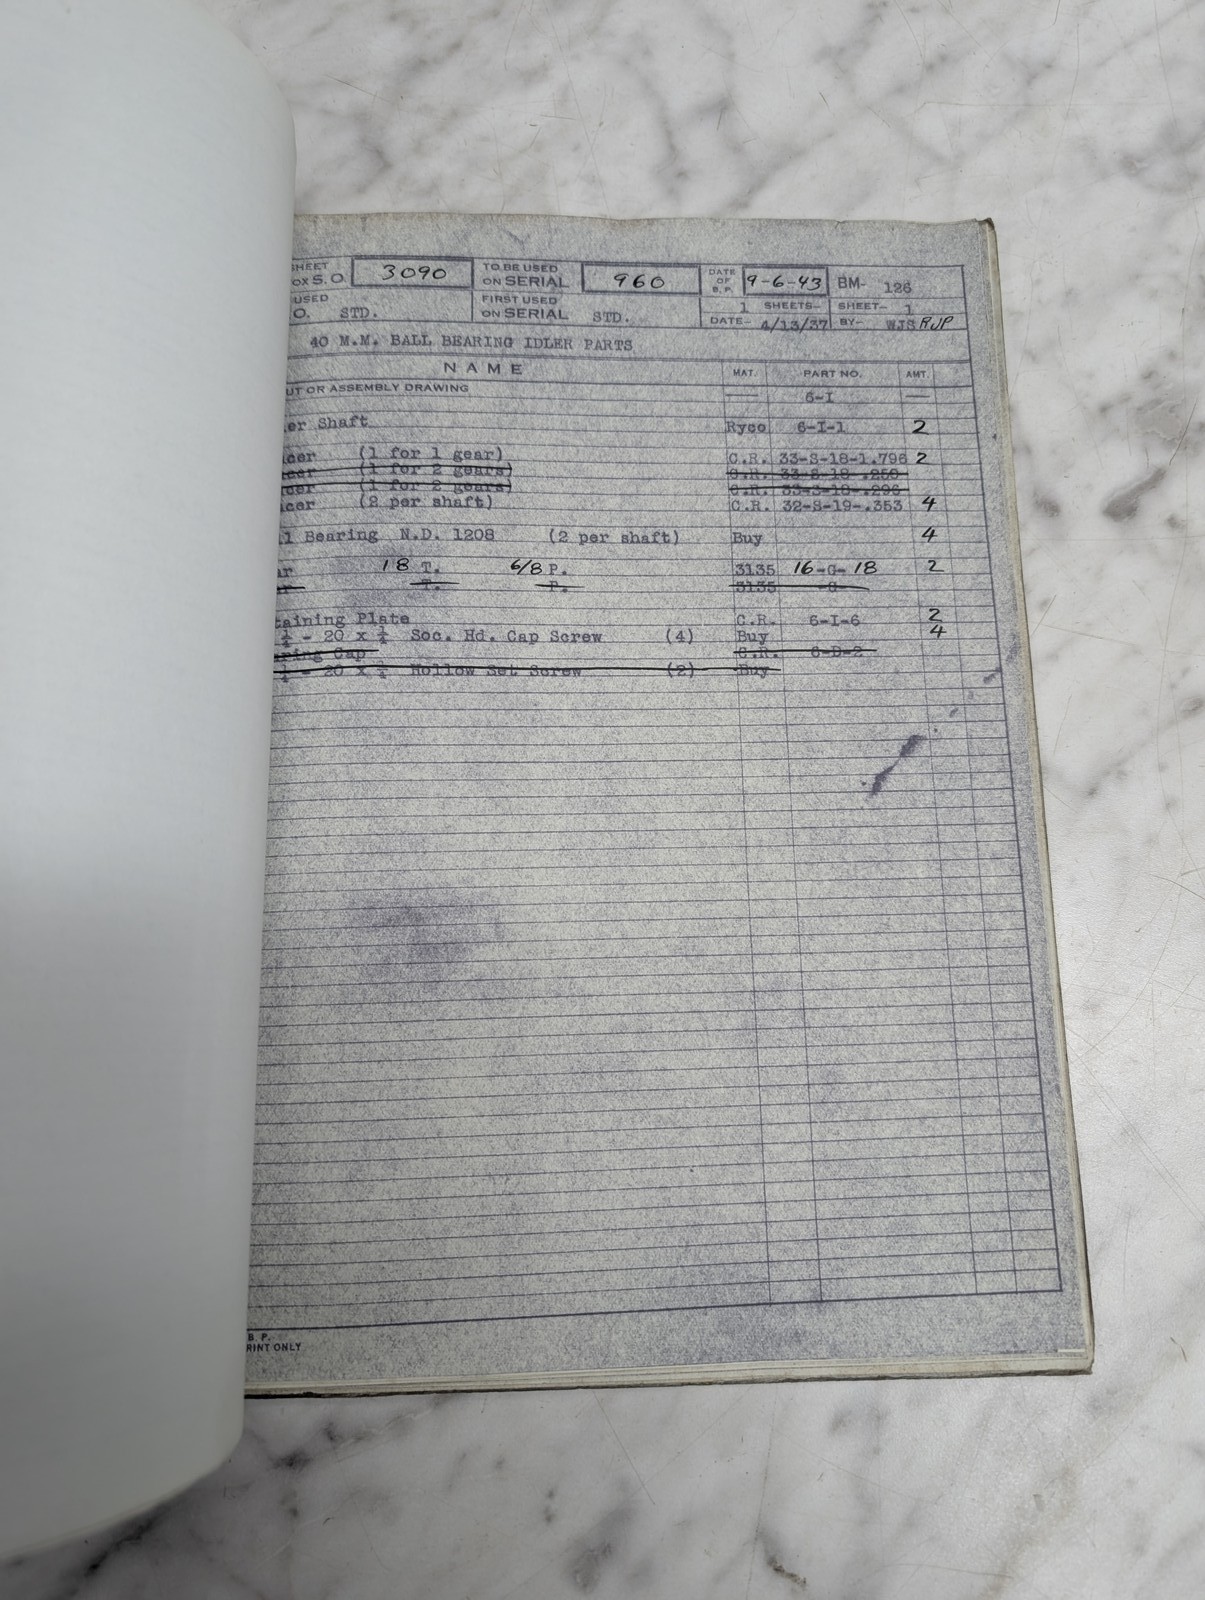 HEET 3090 TO BE USED 960 DATE OF B.P. 9-6-43 BM- 126
OX S. O. ON SERIAL
USED FIRST USED 1 SHEETS- SHEET- 1
O. STD. ON SERIAL STD. DATE- 4/13/37 BY- WJS RJP
40 M.M. BALL BEARING IDLER PARTS
NAME MAT. PART NO. AMT.
UT OR ASSEMBLY DRAWING — 6-I —
er Shaft Ryco 6-I-1 2
cer (1 for 1 gear) C.R. 33-S-18-1.796 2
cer (1 for 2 gears) C.R. 33-S-18-.250
cer (1 for 2 gears) C.R. 33-S-18-.296
cer (2 per shaft) C.R. 32-S-19-.353 4
l Bearing N.D. 1208 (2 per shaft) Buy 4
ar 18 T. 6/8 P. 3135 16-G-18 2
T. P. 3135 -G-
taining Plate C.R. 6-I-6 2
¼ - 20 x Soc. Hd. Cap Screw (4) Buy 4
ring Cap C.R. 6-D-2
¼ - 20 x Hollow Set Screw (2) Buy
B. P.
RINT ONLY